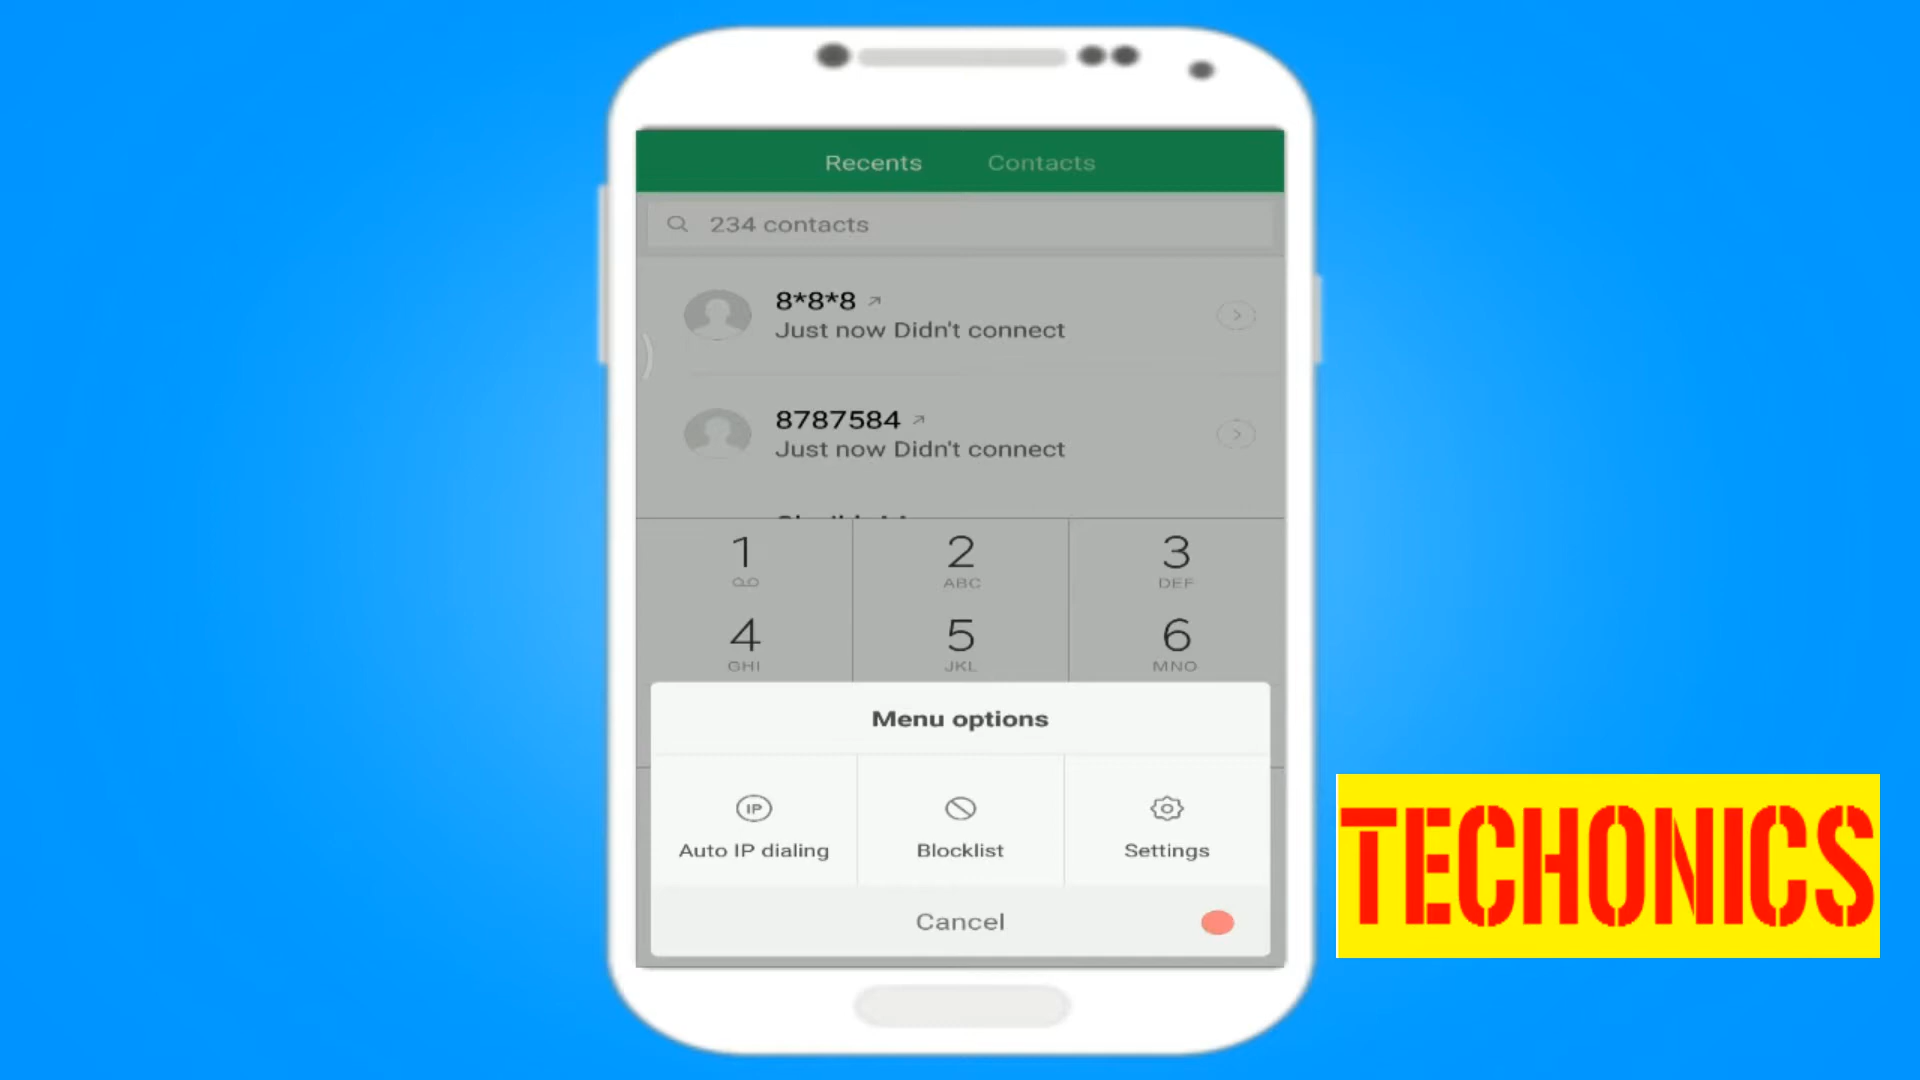 Recents Contacts
234 contacts
8*8*8
Just now Didn't connect
8787584
Just now Didn't connect
1 2 3
ABC DEF
4 5 6
GHI JKL MNO
Menu options
IP
Auto IP dialing Blocklist Settings
Cancel
TECHONICS